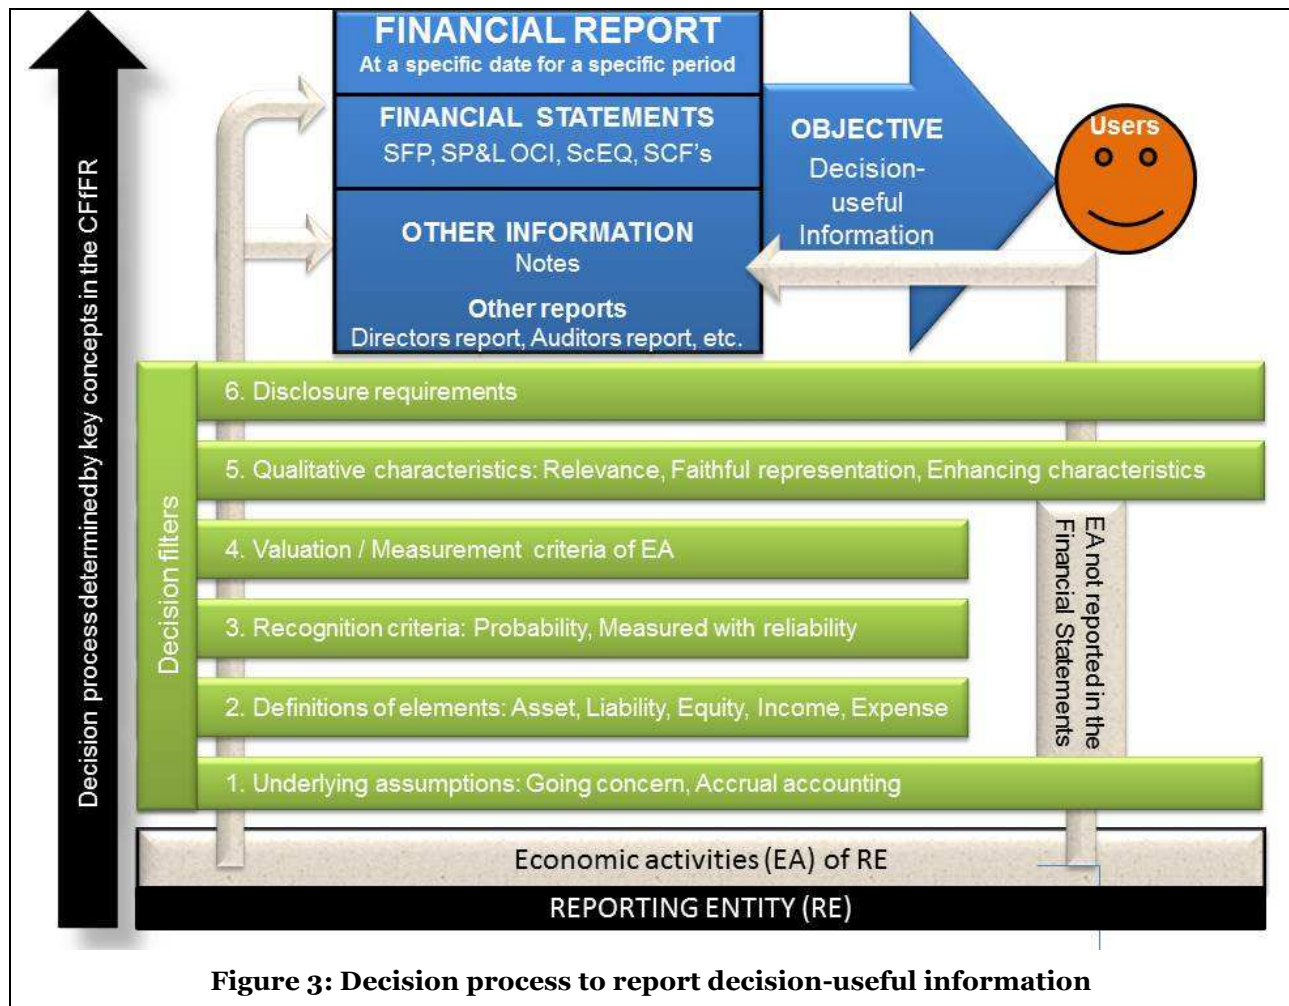 FINANCIAL REPORT
At a specific date for a specific period
FINANCIAL STATEMENTS
SFP, SP&L OCI, ScEQ, SCF's
OTHER INFORMATION
Notes
Other reports
Directors report, Auditors report, etc.
OBJECTIVE
Decision-
useful
Information
Users
Decision process determined by key concepts in the CFfFR
Decision filters
6. Disclosure requirements
5. Qualitative characteristics: Relevance, Faithful representation, Enhancing characteristics
4. Valuation / Measurement criteria of EA
3. Recognition criteria: Probability, Measured with reliability
2. Definitions of elements: Asset, Liability, Equity, Income, Expense
1. Underlying assumptions: Going concern, Accrual accounting
EA not reported in the
Financial Statements
Economic activities (EA) of RE
REPORTING ENTITY (RE)
Figure 3: Decision process to report decision-useful information